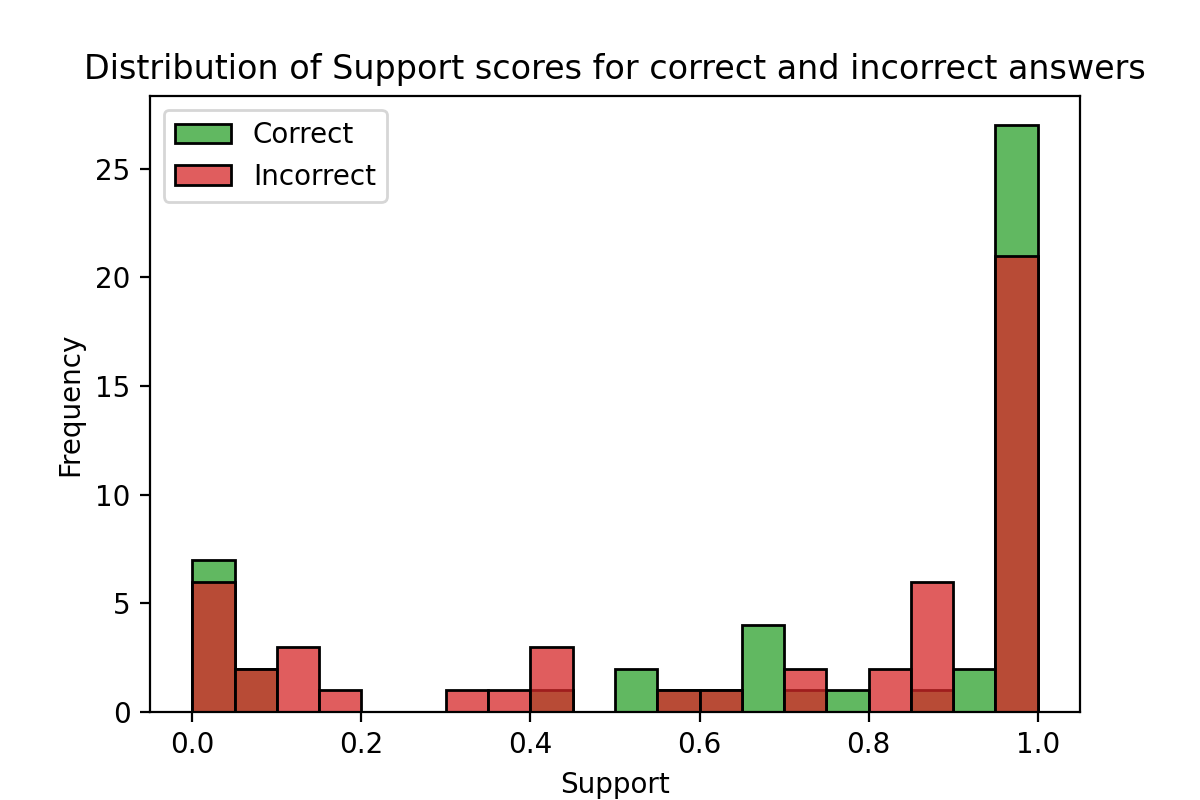 Distribution of Support scores for correct and incorrect answers
Correct
Incorrect
25
20
15
10
5
0
Frequency
0.0 0.2 0.4 0.6 0.8 1.0
Support